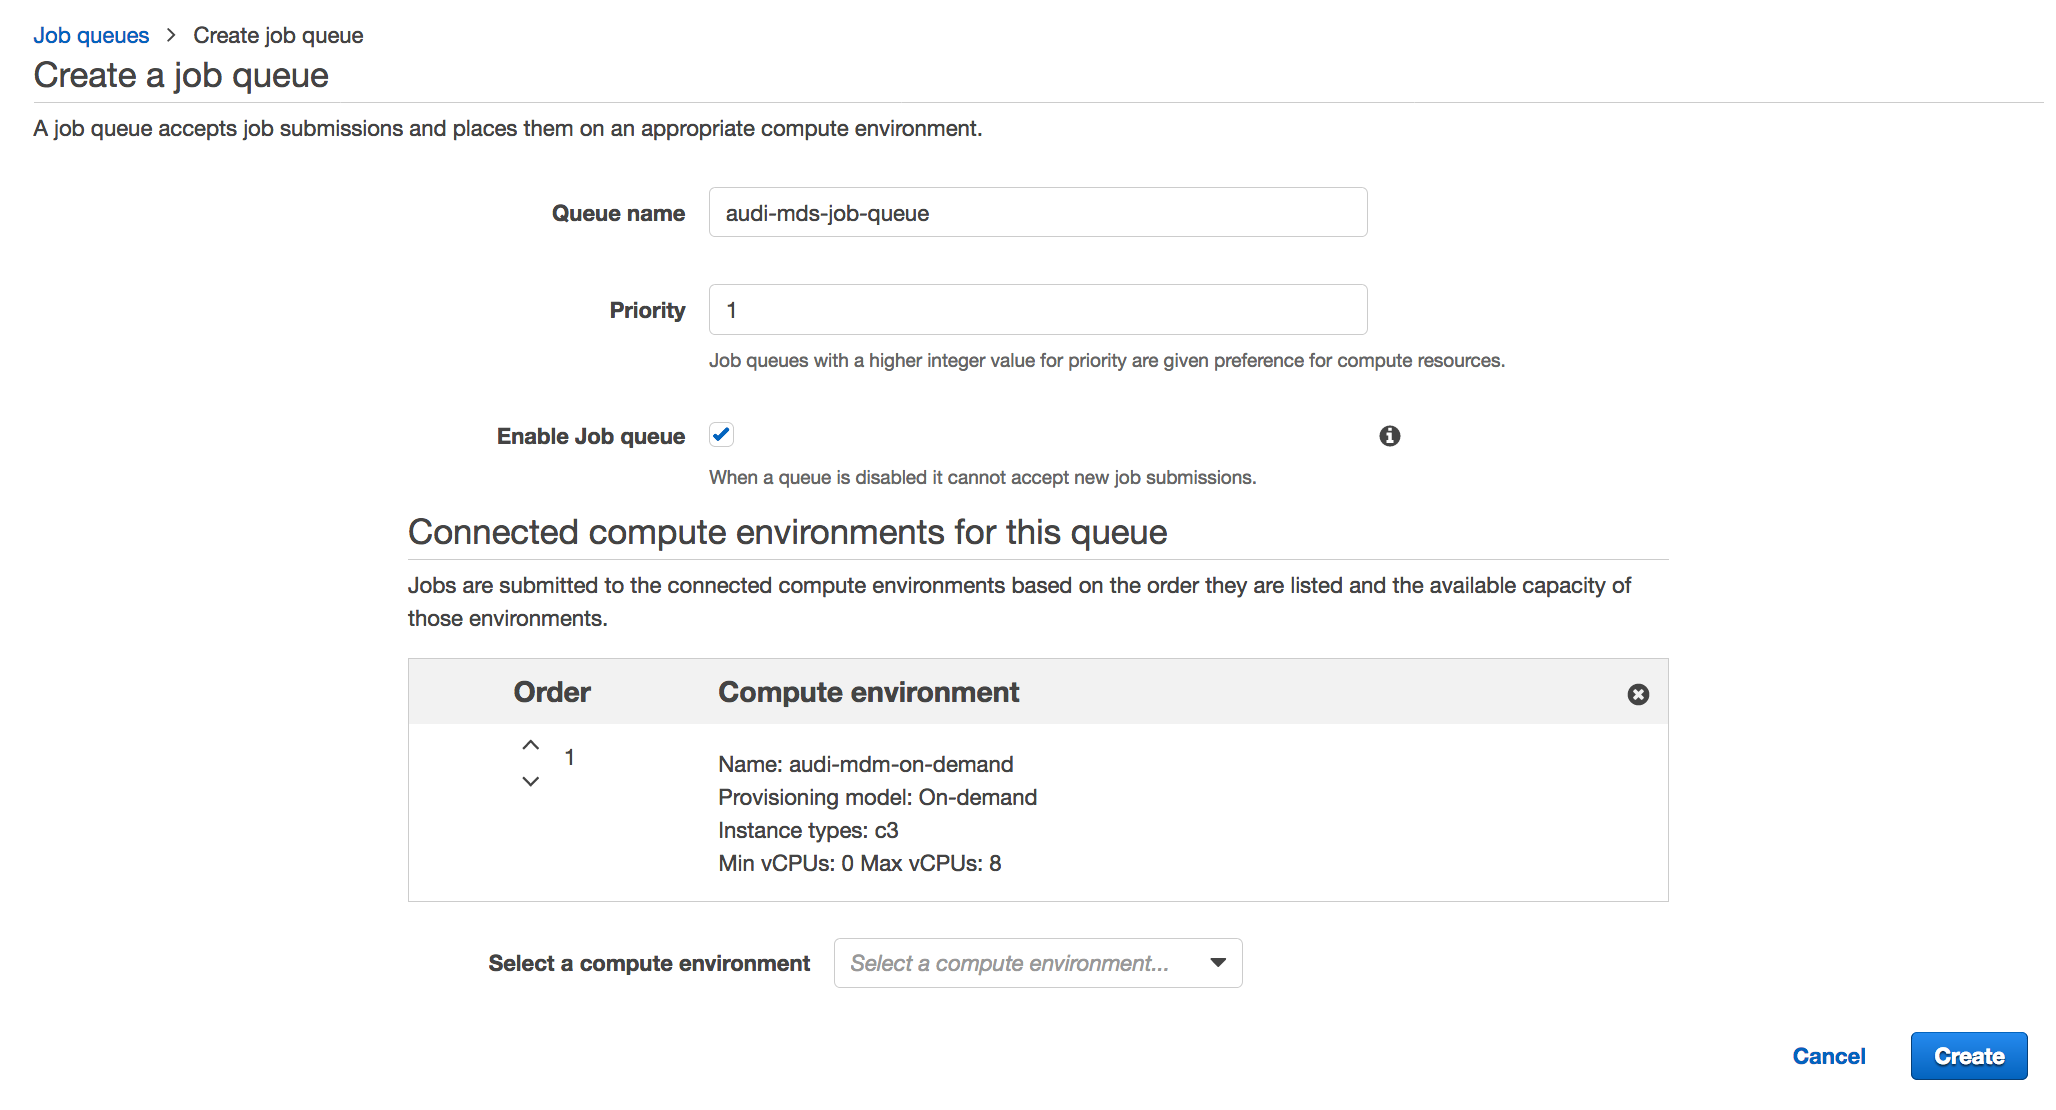 Job queues > Create job queue
Create a job queue
A job queue accepts job submissions and places them on an appropriate compute environment.
Queue name audi-mds-job-queue
Priority 1
Job queues with a higher integer value for priority are given preference for compute resources.
Enable Job queue
When a queue is disabled it cannot accept new job submissions.
Connected compute environments for this queue
Jobs are submitted to the connected compute environments based on the order they are listed and the available capacity of
those environments.
Order Compute environment
1
Name: audi-mdm-on-demand
Provisioning model: On-demand
Instance types: c3
Min vCPUs: 0 Max vCPUs: 8
Select a compute environment Select a compute environment...
Cancel Create